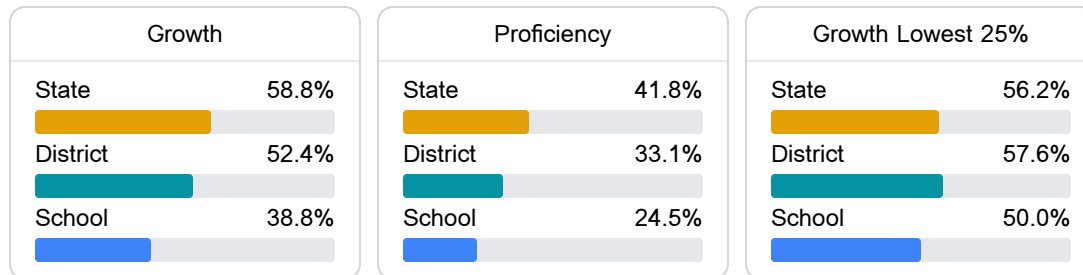 Growth
State 58.8%
District 52.4%
School 38.8%
Proficiency
State 41.8%
District 33.1%
School 24.5%
Growth Lowest 25%
State 56.2%
District 57.6%
School 50.0%